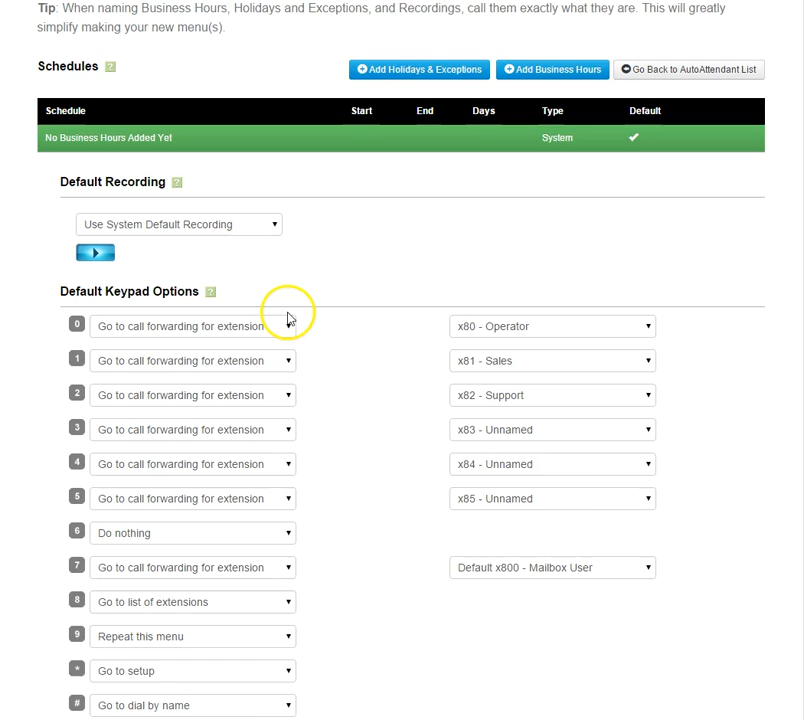 Tip: When naming Business Hours, Holidays and Exceptions, and Recordings, call them exactly what they are. This will greatly
simplify making your new menu(s).
Schedules ?
Add Holidays & Exceptions Add Business Hours Go Back to AutoAttendant List
Schedule Start End Days Type Default
No Business Hours Added Yet System
Default Recording ?
Use System Default Recording
Default Keypad Options ?
0 Go to call forwarding for extension x80 - Operator
1 Go to call forwarding for extension x81 - Sales
2 Go to call forwarding for extension x82 - Support
3 Go to call forwarding for extension x83 - Unnamed
4 Go to call forwarding for extension x84 - Unnamed
5 Go to call forwarding for extension x85 - Unnamed
6 Do nothing
7 Go to call forwarding for extension Default x800 - Mailbox User
8 Go to list of extensions
9 Repeat this menu
* Go to setup
# Go to dial by name